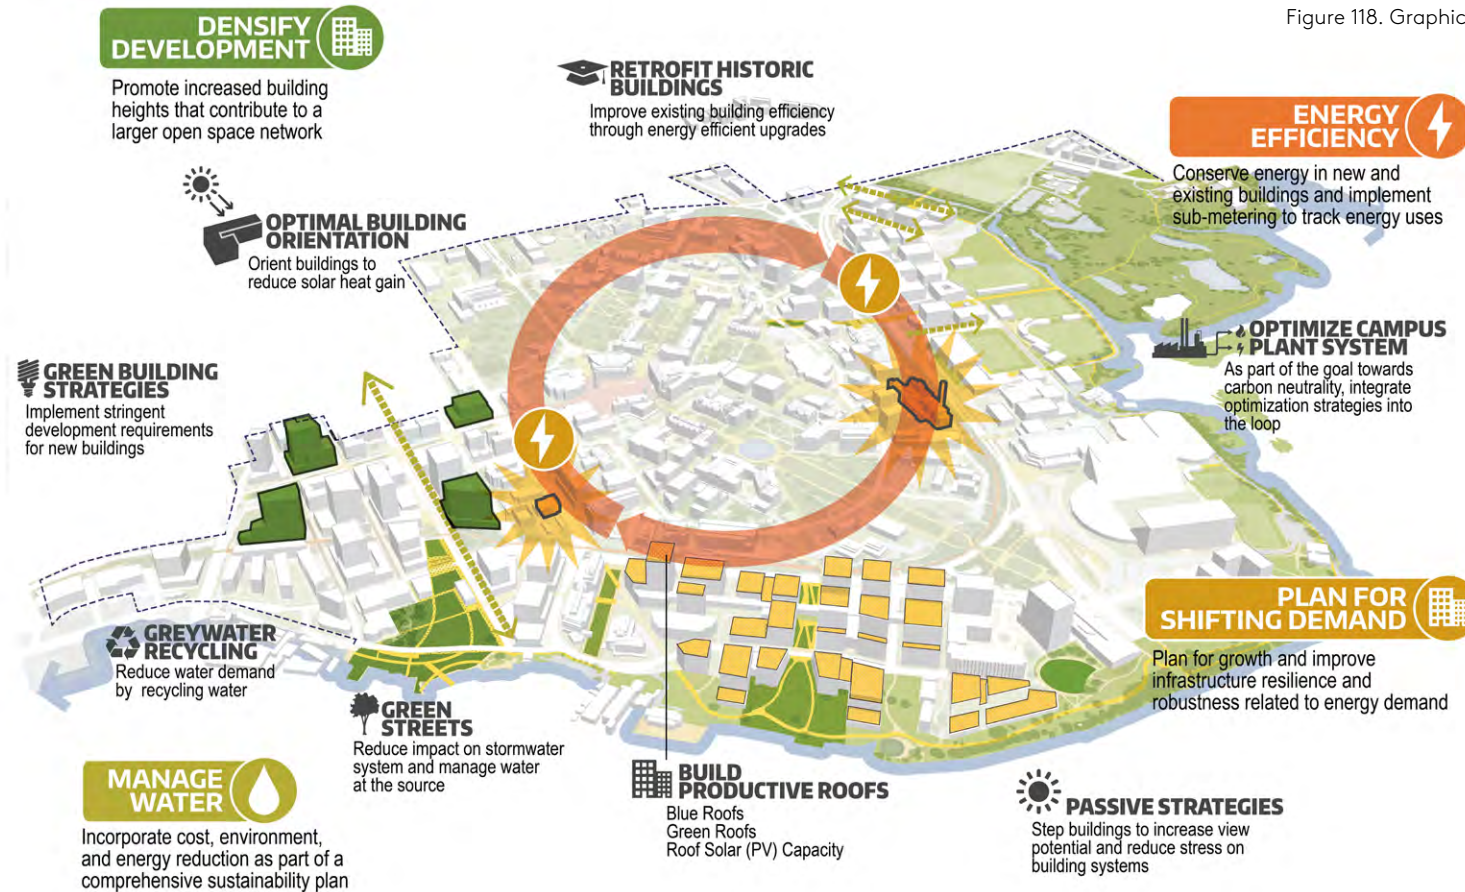 Figure 118. Graphic
DENSIFY
DEVELOPMENT
Promote increased building
heights that contribute to a
larger open space network
RETROFIT HISTORIC
BUILDINGS
Improve existing building efficiency
through energy efficient upgrades
ENERGY
EFFICIENCY
Conserve energy in new and
existing buildings and implement
sub-metering to track energy uses
OPTIMAL BUILDING
ORIENTATION
Orient buildings to
reduce solar heat gain
OPTIMIZE CAMPUS
PLANT SYSTEM
As part of the goal towards
carbon neutrality, integrate
optimization strategies into
the loop
GREEN BUILDING
STRATEGIES
Implement stringent
development requirements
for new buildings
PLAN FOR
SHIFTING DEMAND
Plan for growth and improve
infrastructure resilience and
robustness related to energy demand
GREYWATER
RECYCLING
Reduce water demand
by recycling water
GREEN
STREETS
Reduce impact on stormwater
system and manage water
at the source
MANAGE
WATER
Incorporate cost, environment,
and energy reduction as part of a
comprehensive sustainability plan
BUILD
PRODUCTIVE ROOFS
Blue Roofs
Green Roofs
Roof Solar (PV) Capacity
PASSIVE STRATEGIES
Step buildings to increase view
potential and reduce stress on
building systems